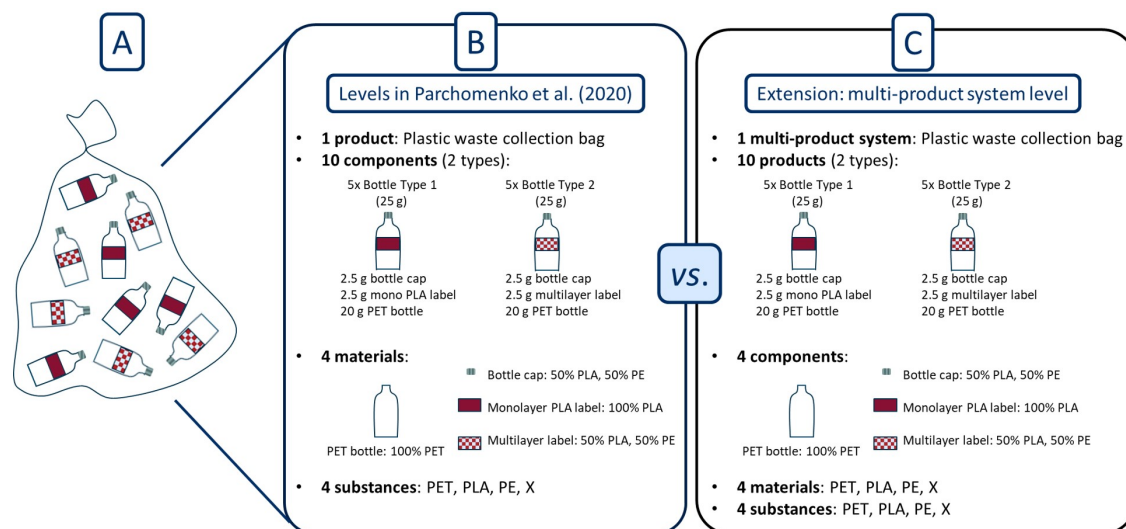 A
B
Levels in Parchomenko et al. (2020)
• 1 product: Plastic waste collection bag
• 10 components (2 types):
5x Bottle Type 1
(25 g)
2.5 g bottle cap
2.5 g mono PLA label
20 g PET bottle
5x Bottle Type 2
(25 g)
2.5 g bottle cap
2.5 g multilayer label
20 g PET bottle
• 4 materials:
PET bottle: 100% PET
Bottle cap: 50% PLA, 50% PE
Monolayer PLA label: 100% PLA
Multilayer label: 50% PLA, 50% PE
• 4 substances: PET, PLA, PE, X
vs.
C
Extension: multi-product system level
• 1 multi-product system: Plastic waste collection bag
• 10 products (2 types):
5x Bottle Type 1
(25 g)
2.5 g bottle cap
2.5 g mono PLA label
20 g PET bottle
5x Bottle Type 2
(25 g)
2.5 g bottle cap
2.5 g multilayer label
20 g PET bottle
• 4 components:
PET bottle: 100% PET
Bottle cap: 50% PLA, 50% PE
Monolayer PLA label: 100% PLA
Multilayer label: 50% PLA, 50% PE
• 4 materials: PET, PLA, PE, X
• 4 substances: PET, PLA, PE, X